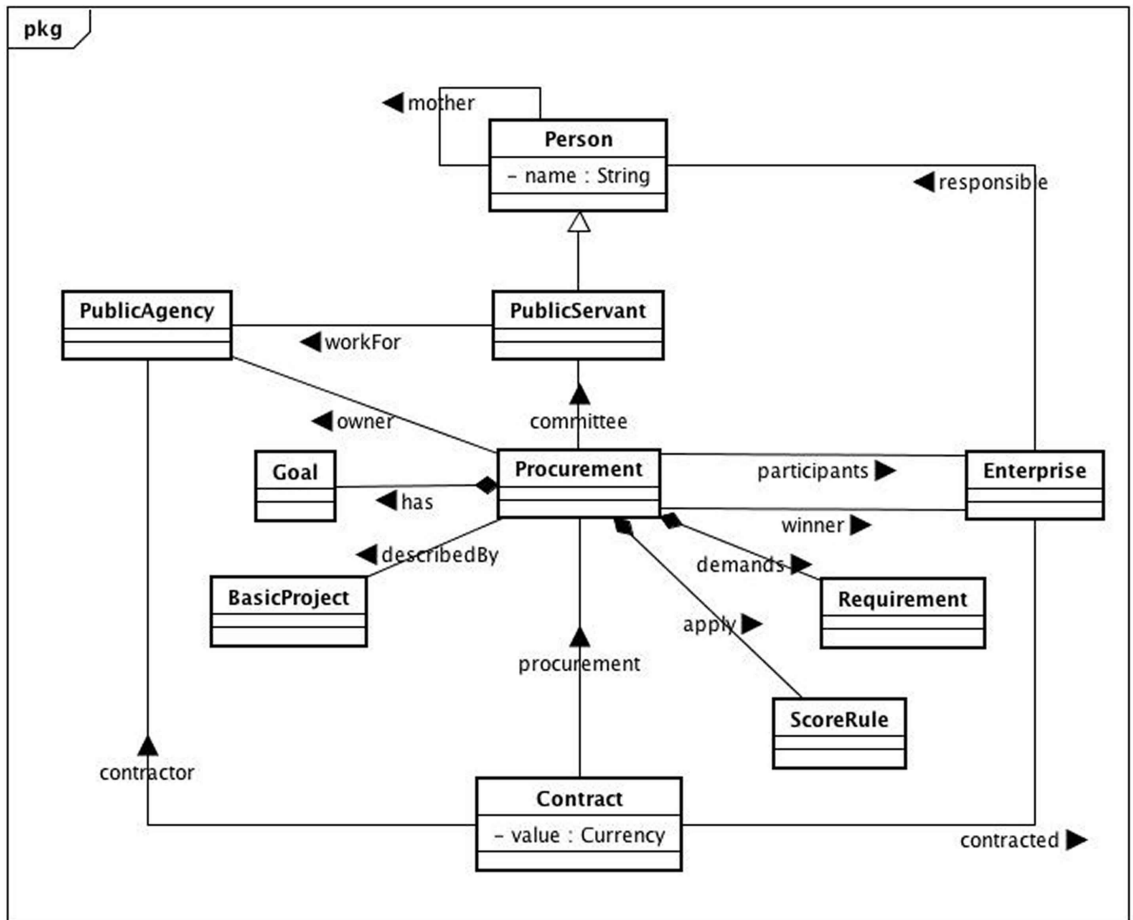 pkg
mother
Person
- name : String
responsible
PublicAgency
PublicServant
workFor
owner
committee
Goal
Procurement
Enterprise
participants
has
winner
describedBy
demands
BasicProject
Requirement
apply
procurement
ScoreRule
contractor
Contract
- value : Currency
contracted